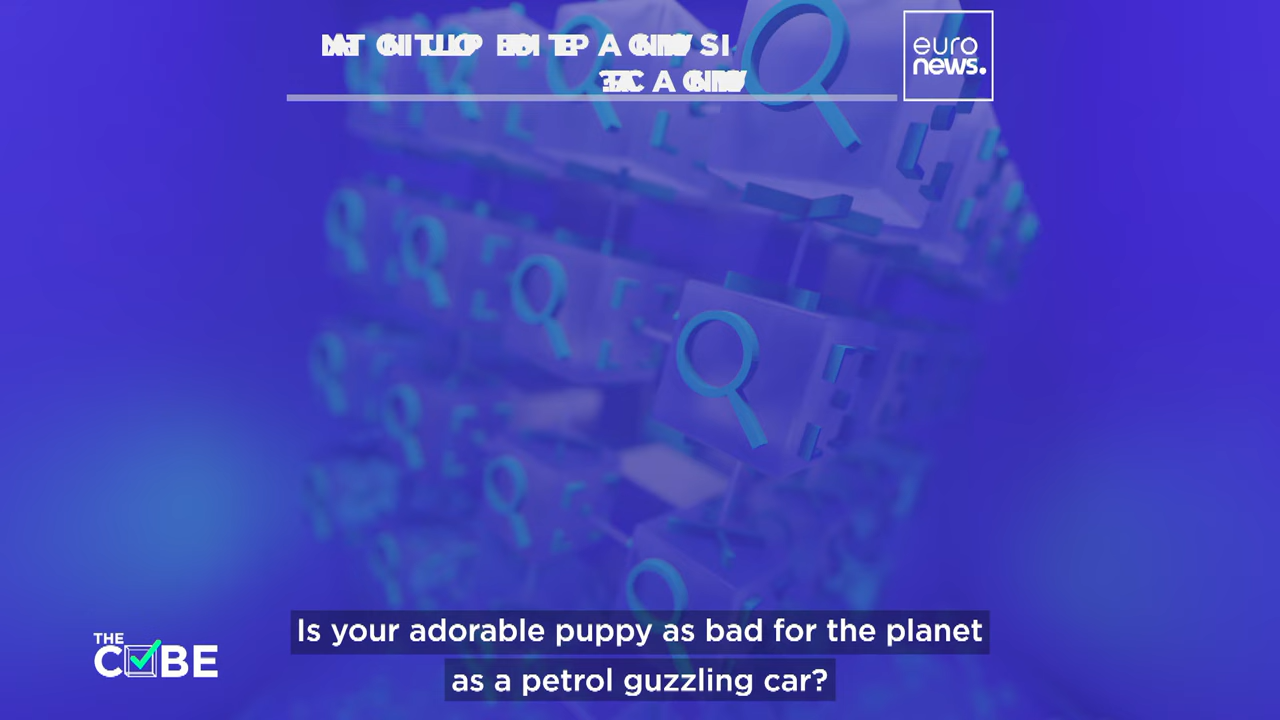 euro
news.
THE
CUBE
Is your adorable puppy as bad for the planet
as a petrol guzzling car?